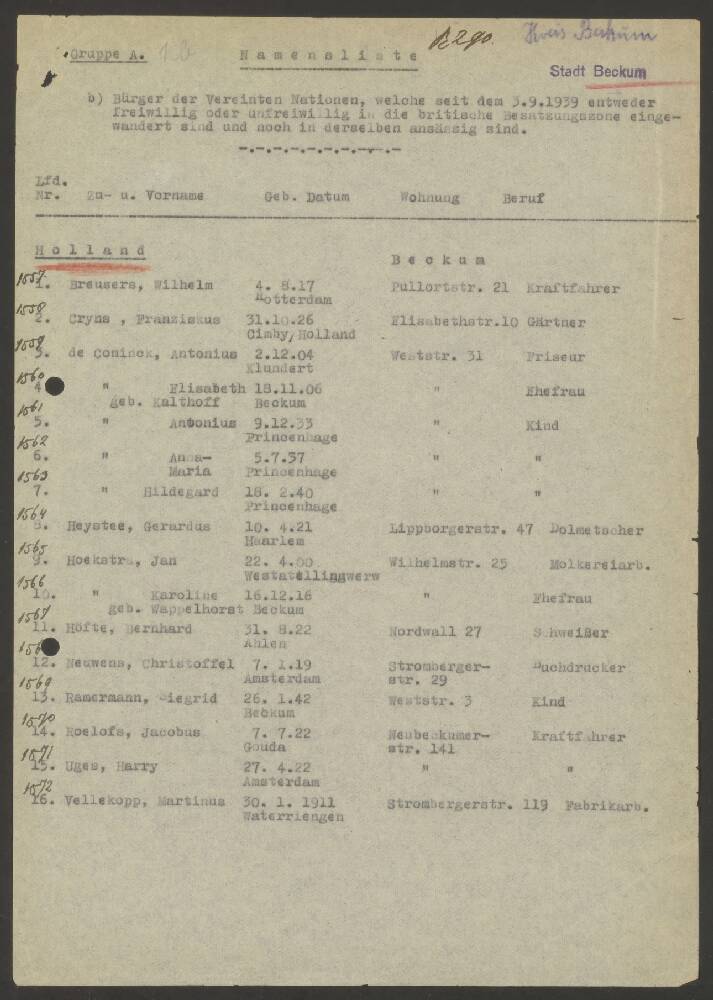 Gruppe A. 1b Namensliste R290. Kreis Beckum
Stadt Beckum
b) Bürger der Vereinten Nationen, welche seit dem 3.9.1939 entweder
freiwillig oder unfreiwillig in die britische Besatzungszone einge-
wandert sind und noch in derselben ansässig sind.
-.-.-.-.-.-.-.-.-
Lfd.
Nr. Zu- u. Vorname Geb. Datum Wohnung Beruf
Holland
Beckum
1557
1. Breusers, Wilhelm 4. 8.17 Pullortstr. 21 Kraftfahrer
Rotterdam
1558
2. Cryns , Franziskus 31.10.26 Elisabethstr.10 Gärtner
Cimby/Holland
1559
3. de Coninck, Antonius 2.12.04 Weststr. 31 Friseur
Klundert
1560
4 " Elisabeth 18.11.06 " Ehefrau
geb. Kalthoff Beckum
1561
5. " Antonius 9.12.33 " Kind
Princenhage
1562
6. " Anna- 5.7.37 " "
Maria Princenhage
1563
7. " Hildegard 18. 2.40 " "
Princenhage
1564
8. Heystee, Gerardus 10. 4.21 Lippborgerstr. 47 Dolmetscher
Haarlem
1565
9. Hoekstra, Jan 22. 4.00 Wilhelmstr. 25 Molkereiarb.
Weststellingwerw
1566
10. " Karoline 16.12.16 " Ehefrau
geb. Wappelhorst Beckum
1567
11. Höfte, Bernhard 31. 8.22 Nordwall 27 Schweißer
Ahlen
156
12. Neuwens, Christoffel 7. 1.19 Stromberger- Buchdrucker
Amsterdam str. 29
1569
13. Ramermann, Siegrid 26. 1.42 Weststr. 3 Kind
Beckum
1570
14. Roelofs, Jacobus 7. 7.22 Neubeckumer- Kraftfahrer
Gouda str. 141
1571
15. Uges, Harry 27. 4.22 " "
Amsterdam
1572
16. Vellekopp, Martinus 30. 1. 1911 Strombergerstr. 119 Fabrikarb.
Waterriengen